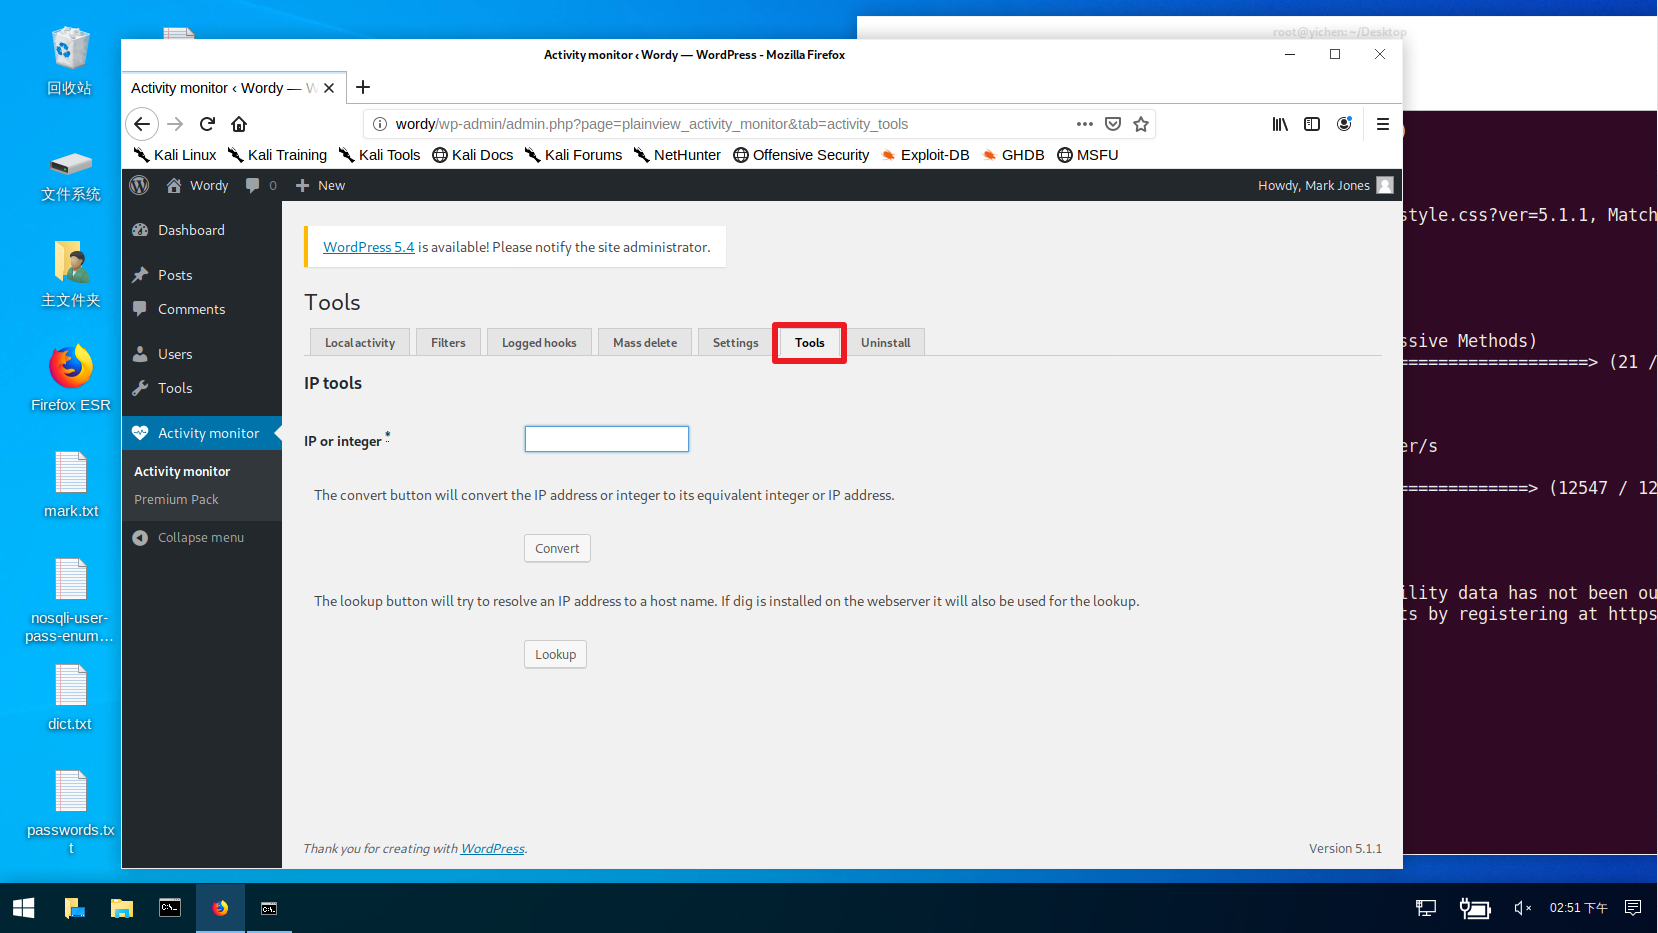 root@yichen: ~/Desktop
回收站
文件系统
主文件夹
Firefox ESR
mark.txt
nosqli-user-
pass-enum...
dict.txt
passwords.tx
t
Activity monitor ‹ Wordy — WordPress - Mozilla Firefox
Activity monitor ‹ Wordy — W
wordy/wp-admin/admin.php?page=plainview_activity_monitor&tab=activity_tools
Kali Linux Kali Training Kali Tools Kali Docs Kali Forums NetHunter Offensive Security Exploit-DB GHDB MSFU
Wordy 0 New Howdy, Mark Jones
Dashboard
Posts
Comments
Users
Tools
Activity monitor
Activity monitor
Premium Pack
Collapse menu
WordPress 5.4 is available! Please notify the site administrator.
Tools
Local activity Filters Logged hooks Mass delete Settings Tools Uninstall
IP tools
IP or integer *
The convert button will convert the IP address or integer to its equivalent integer or IP address.
Convert
The lookup button will try to resolve an IP address to a host name. If dig is installed on the webserver it will also be used for the lookup.
Lookup
Thank you for creating with WordPress. Version 5.1.1
style.css?ver=5.1.1, Match
ssive Methods)
===================> (21 /
er/s
=============> (12547 / 12
ility data has not been ou
ts by registering at https
02:51 下午